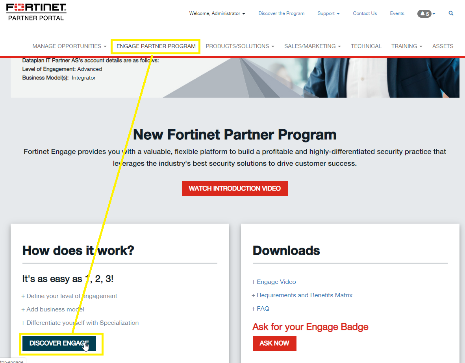 FORTINET
PARTNER PORTAL
Welcome, Administrator Discover the Program Support Contact Us Events 6
MANAGE OPPORTUNITIES ENGAGE PARTNER PROGRAM PRODUCTS/SOLUTIONS SALES/MARKETING TECHNICAL TRAINING ASSETS
Dataplan IT Partner AS's account details are as follows:
Level of Engagement: Advanced
Business Model(s): Integrator
New Fortinet Partner Program
Fortinet Engage provides you with a valuable, flexible platform to build a profitable and highly-differentiated security practice that
leverages the industry's best security solutions to drive customer success.
WATCH INTRODUCTION VIDEO
How does it work?
It's as easy as 1, 2, 3!
+ Define your level of engagement
+ Add business model
+ Differentiate yourself with Specialization
DISCOVER ENGAGE
Downloads
+ Engage Video
+ Requirements and Benefits Matrix
+ FAQ
Ask for your Engage Badge
ASK NOW